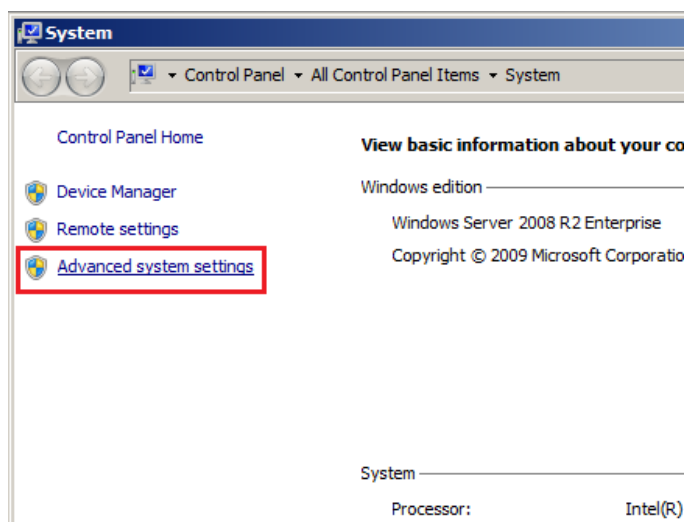 System
Control Panel ▾ All Control Panel Items ▾ System
Control Panel Home
Device Manager
Remote settings
Advanced system settings
View basic information about your co
Windows edition
Windows Server 2008 R2 Enterprise
Copyright © 2009 Microsoft Corporatio
System
Processor: Intel(R)